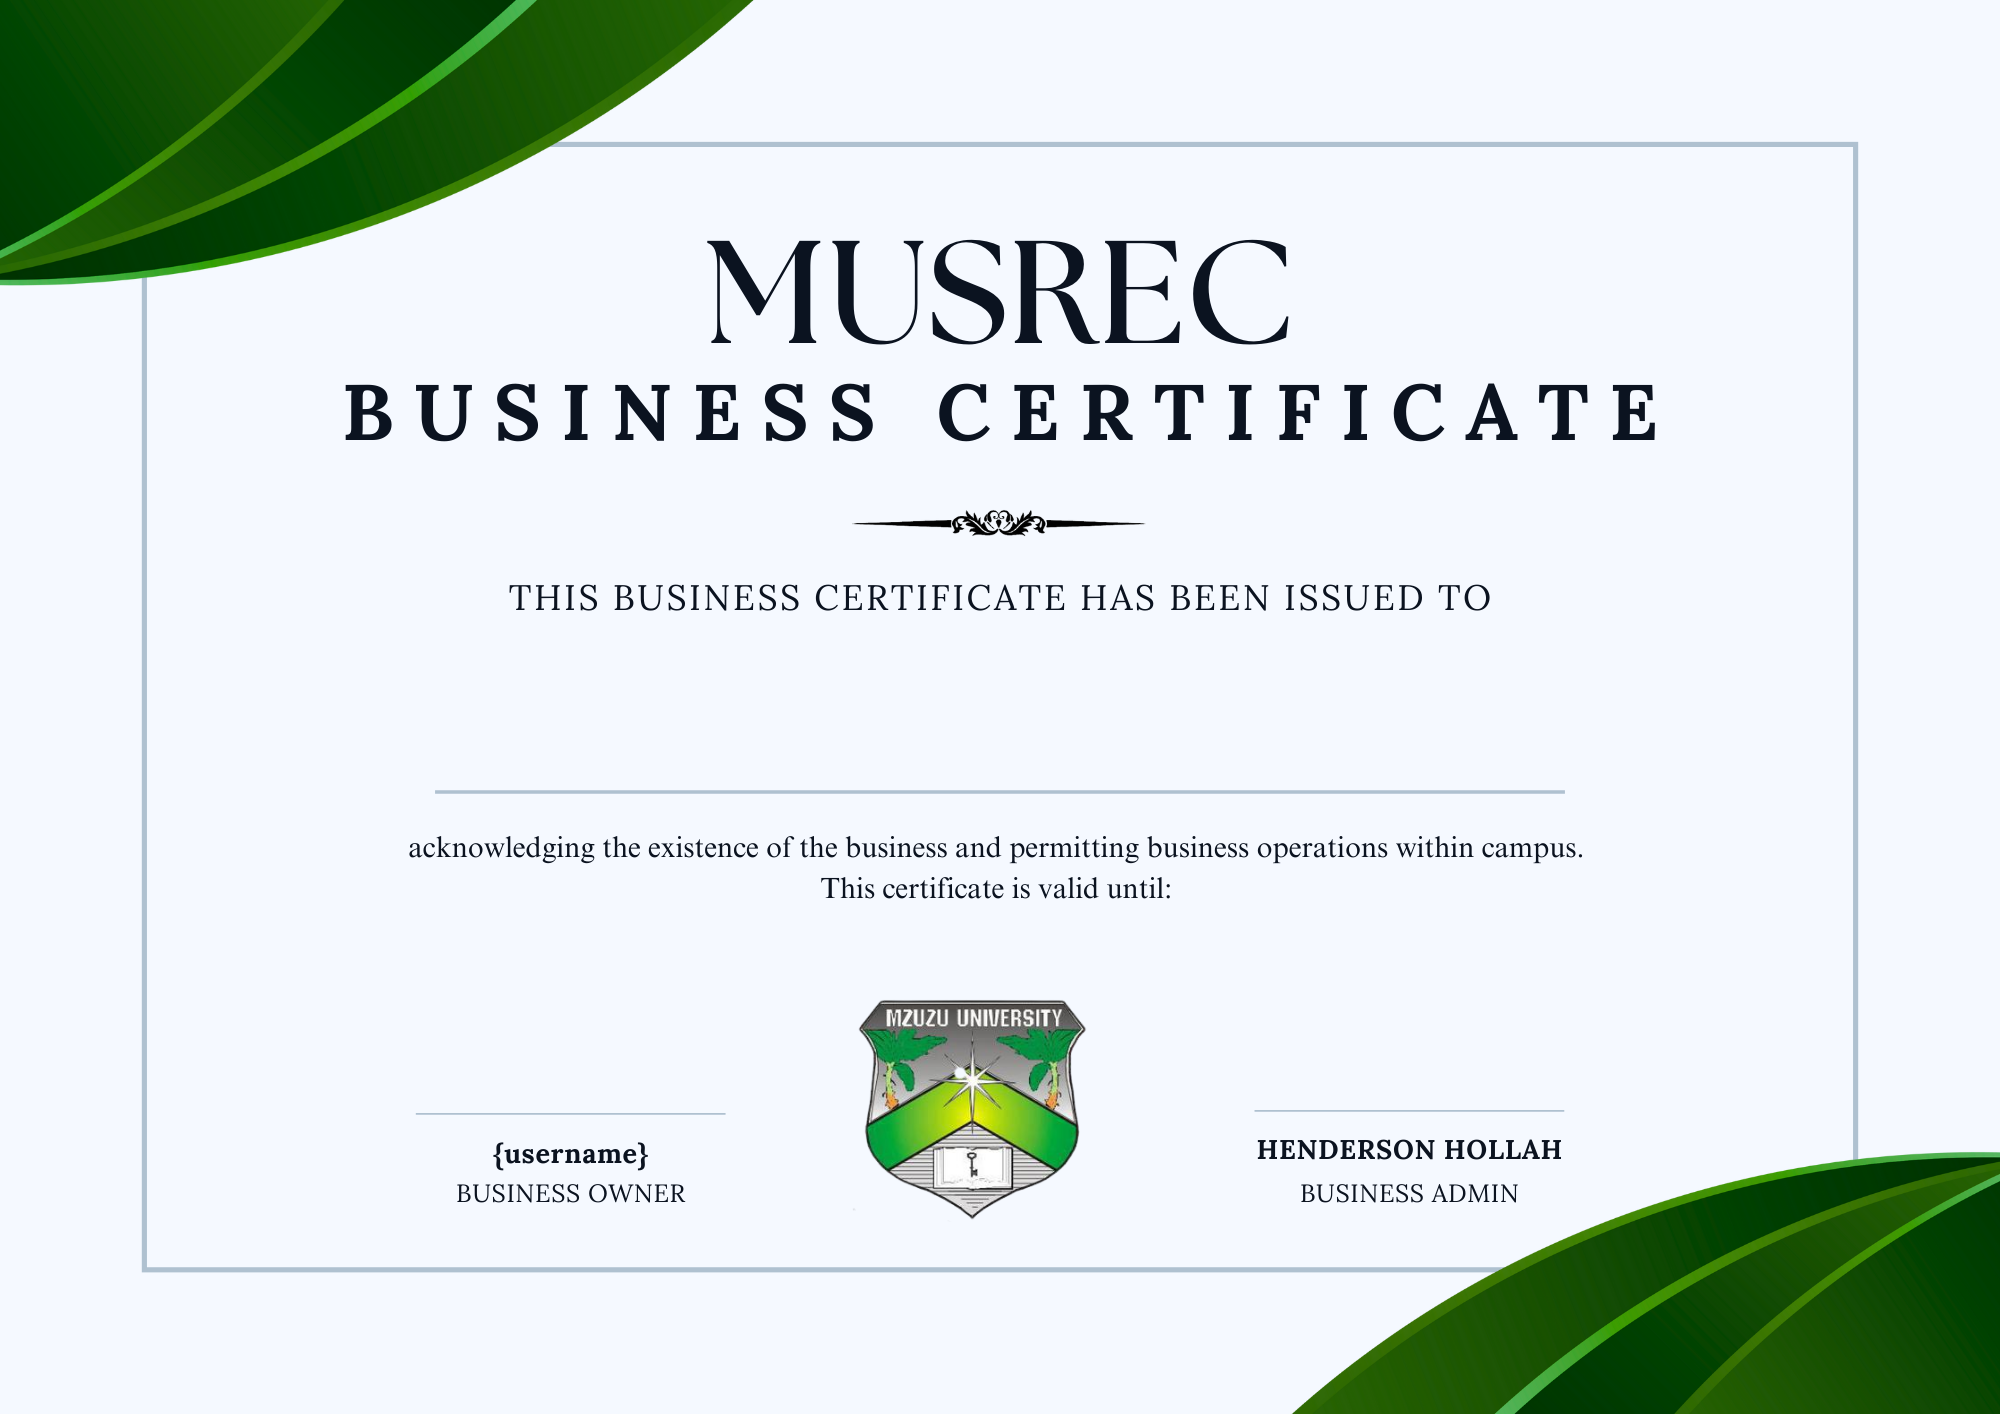 MUSREC
BUSINESS CERTIFICATE
THIS BUSINESS CERTIFICATE HAS BEEN ISSUED TO
acknowledging the existence of the business and permitting business operations within campus.
This certificate is valid until:
MZUZU UNIVERSITY
{username}
BUSINESS OWNER
HENDERSON HOLLAH
BUSINESS ADMIN